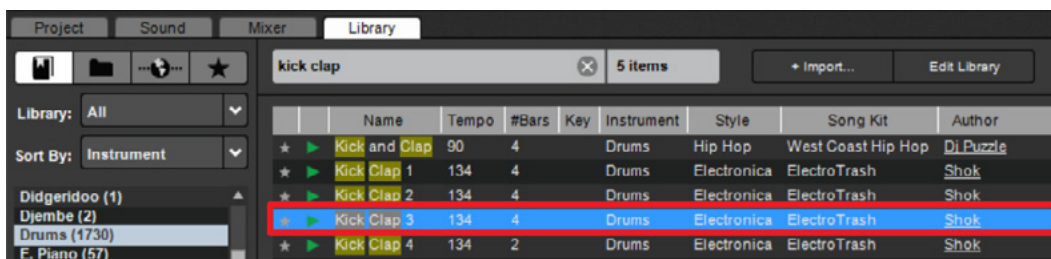 Project Sound Mixer Library
kick clap 5 items + Import... Edit Library
Library: All
Sort By: Instrument
Didgeridoo (1)
Djembe (2)
Drums (1730)
E. Piano (57)
Name Tempo #Bars Key Instrument Style Song Kit Author
Kick and Clap 90 4 Drums Hip Hop West Coast Hip Hop Dj Puzzle
Kick Clap 1 134 4 Drums Electronica ElectroTrash Shok
Kick Clap 2 134 4 Drums Electronica ElectroTrash Shok
Kick Clap 3 134 4 Drums Electronica ElectroTrash Shok
Kick Clap 4 134 2 Drums Electronica ElectroTrash Shok